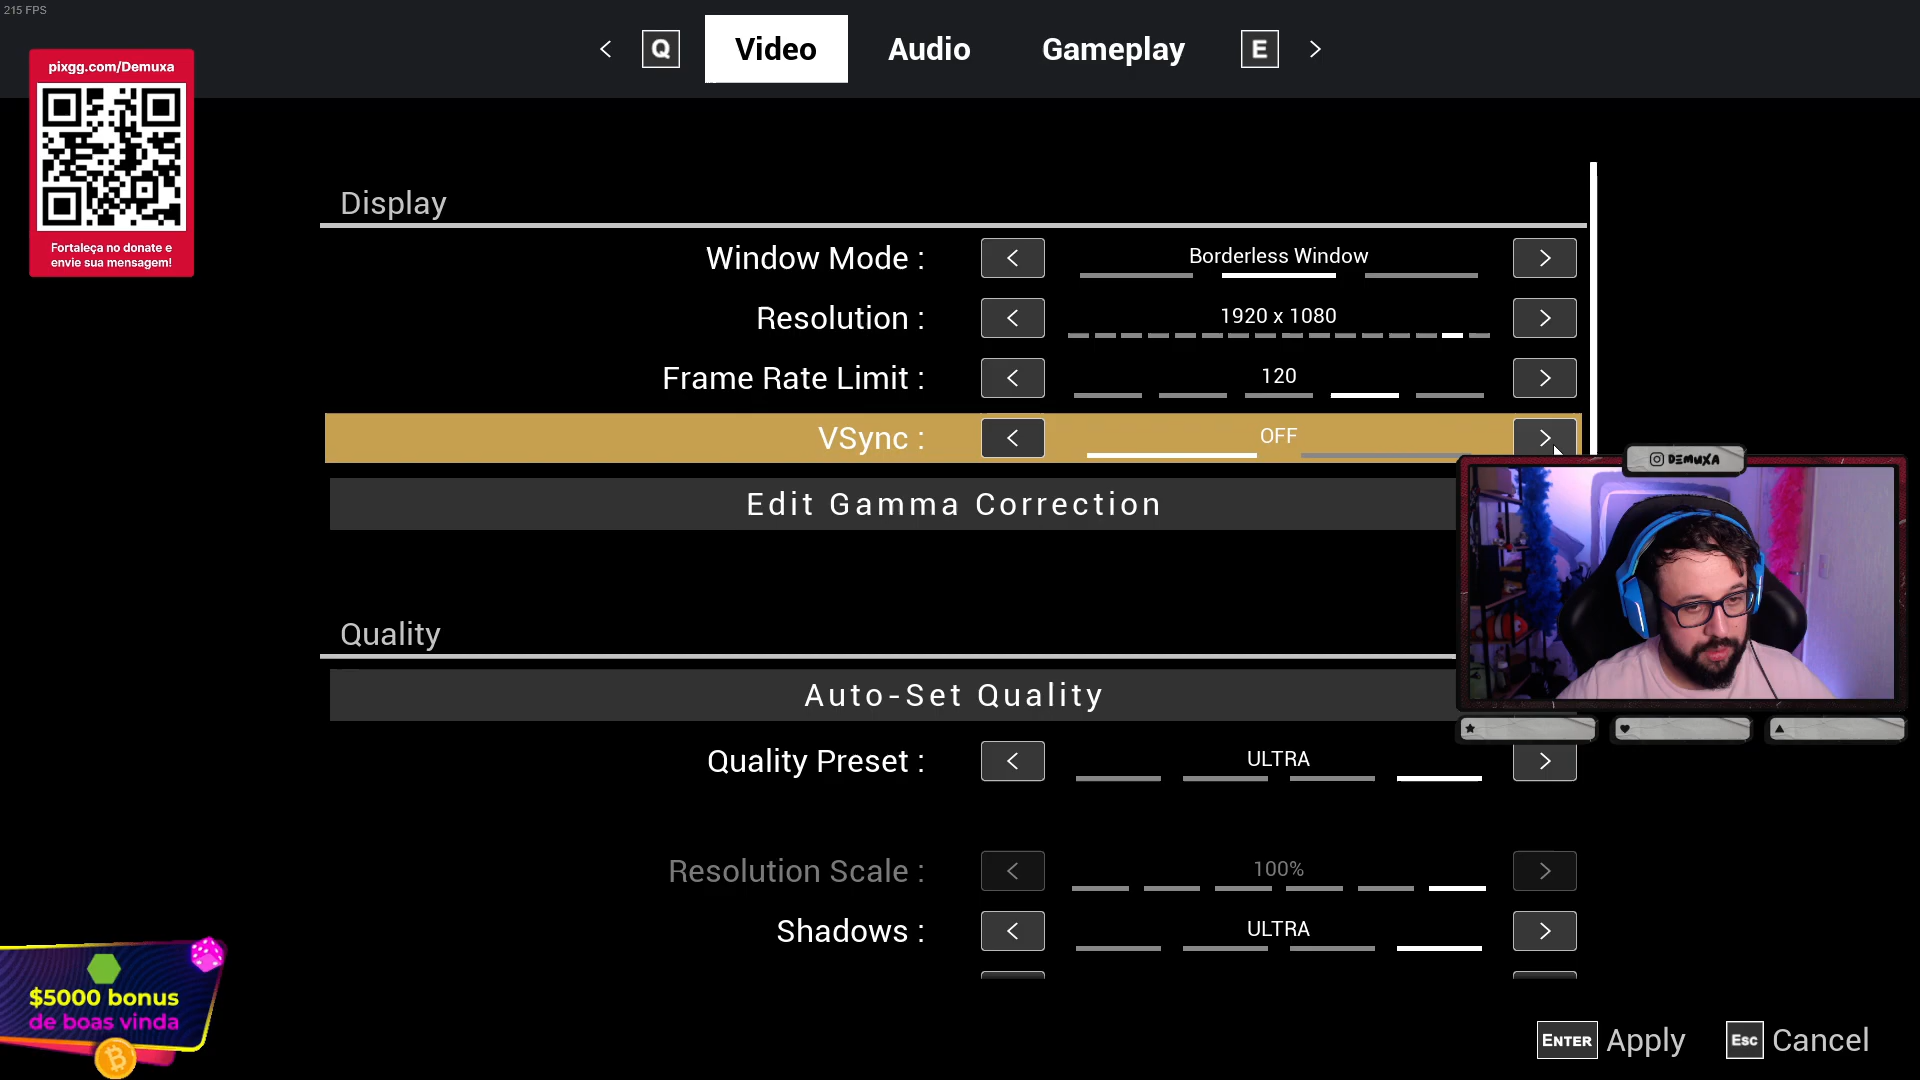 215 FPS
pixgg.com/Demuxa
Fortaleça no donate e
envie sua mensagem!
Q
Video
Audio
Gameplay
E
Display
Window Mode :
Borderless Window
Resolution :
1920 x 1080
Frame Rate Limit :
120
VSync :
OFF
Edit Gamma Correction
DEMUXA
Quality
Auto-Set Quality
Quality Preset :
ULTRA
Resolution Scale :
100%
Shadows :
ULTRA
$5000 bonus
de boas vinda
ENTER Apply
Esc Cancel